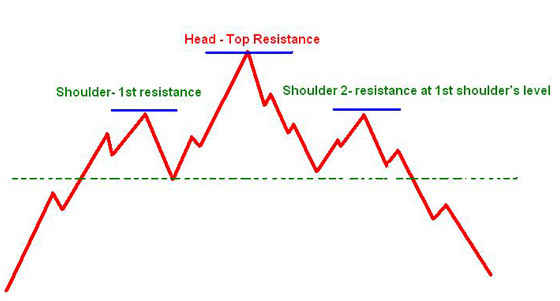 Head - Top Resistance
Shoulder- 1st resistance
Shoulder 2- resistance at 1st shoulder's level